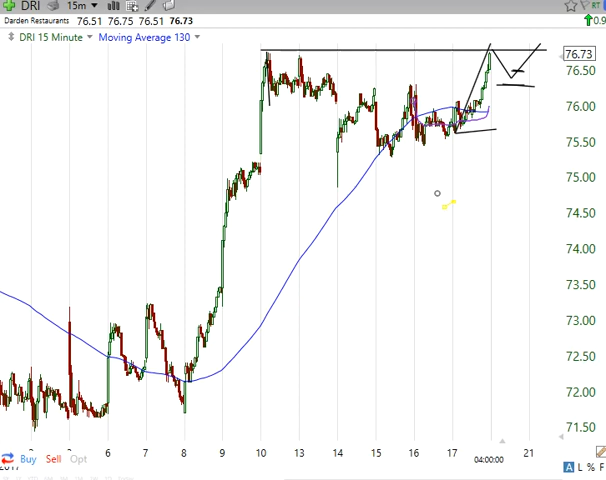 DRI 15m RT
Darden Restaurants 76.51 76.75 76.51 76.73 0.9
DRI 15 Minute Moving Average 130
76.73
76.50
76.00
75.50
75.00
74.50
74.00
73.50
73.00
72.50
72.00
71.50
6 7 8 9 10 13 14 15 16 17 21
04:00:00
Buy Sell Opt
A L % F